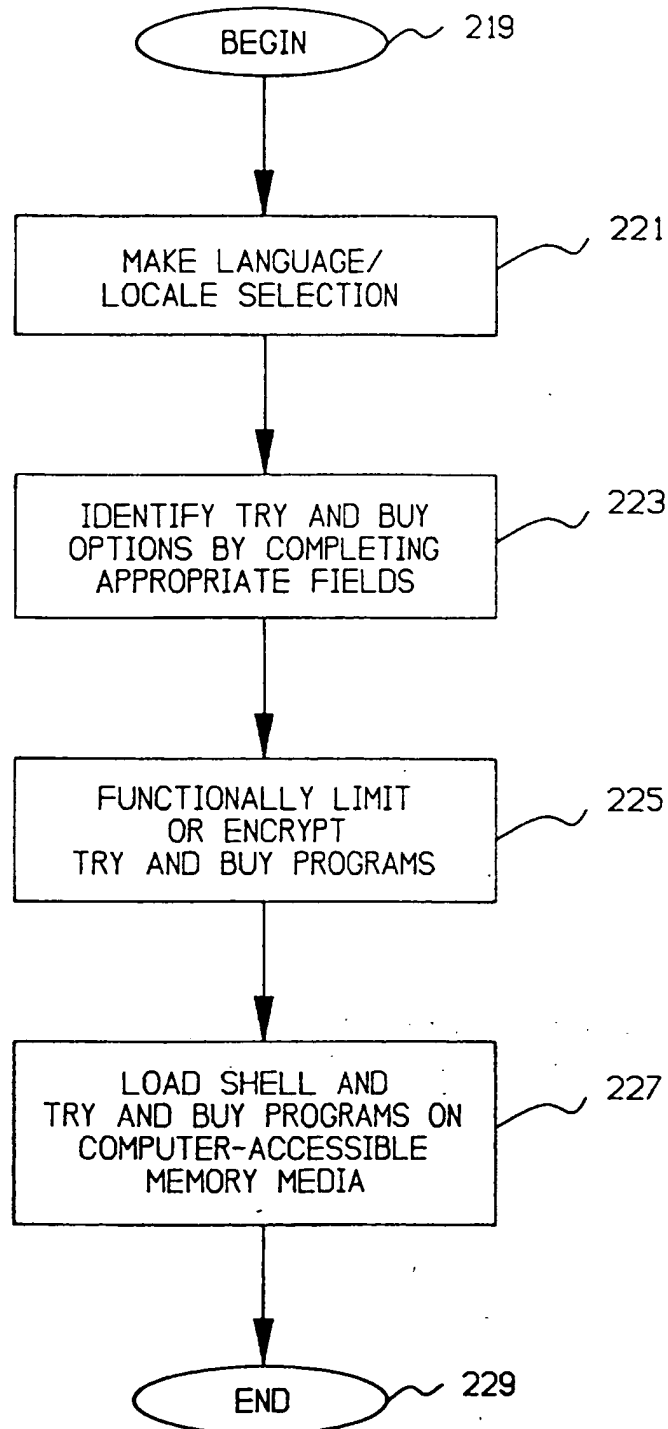 BEGIN
219
MAKE LANGUAGE/
LOCALE SELECTION
221
IDENTIFY TRY AND BUY
OPTIONS BY COMPLETING
APPROPRIATE FIELDS
223
FUNCTIONALLY LIMIT
OR ENCRYPT
TRY AND BUY PROGRAMS
225
LOAD SHELL AND
TRY AND BUY PROGRAMS ON
COMPUTER-ACCESSIBLE
MEMORY MEDIA
227
END
229